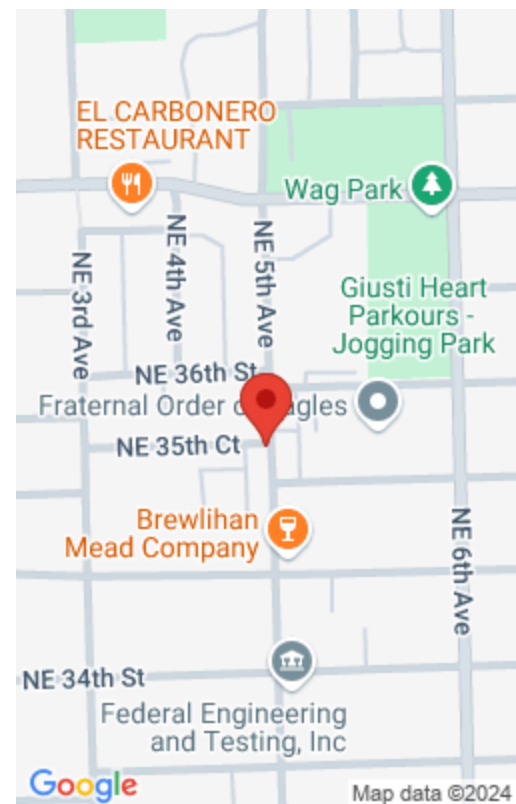 EL CARBONERO
RESTAURANT
Wag Park
NE 4th Ave
NE 5th Ave
NE 3rd Ave
Giusti Heart
Parkours -
Jogging Park
NE 36th St
Fraternal Order agles
NE 35th Ct
Brewlihan
Mead Company
NE 6th Ave
NE 34th St
Federal Engineering
and Testing, Inc
Google
Map data ©2024